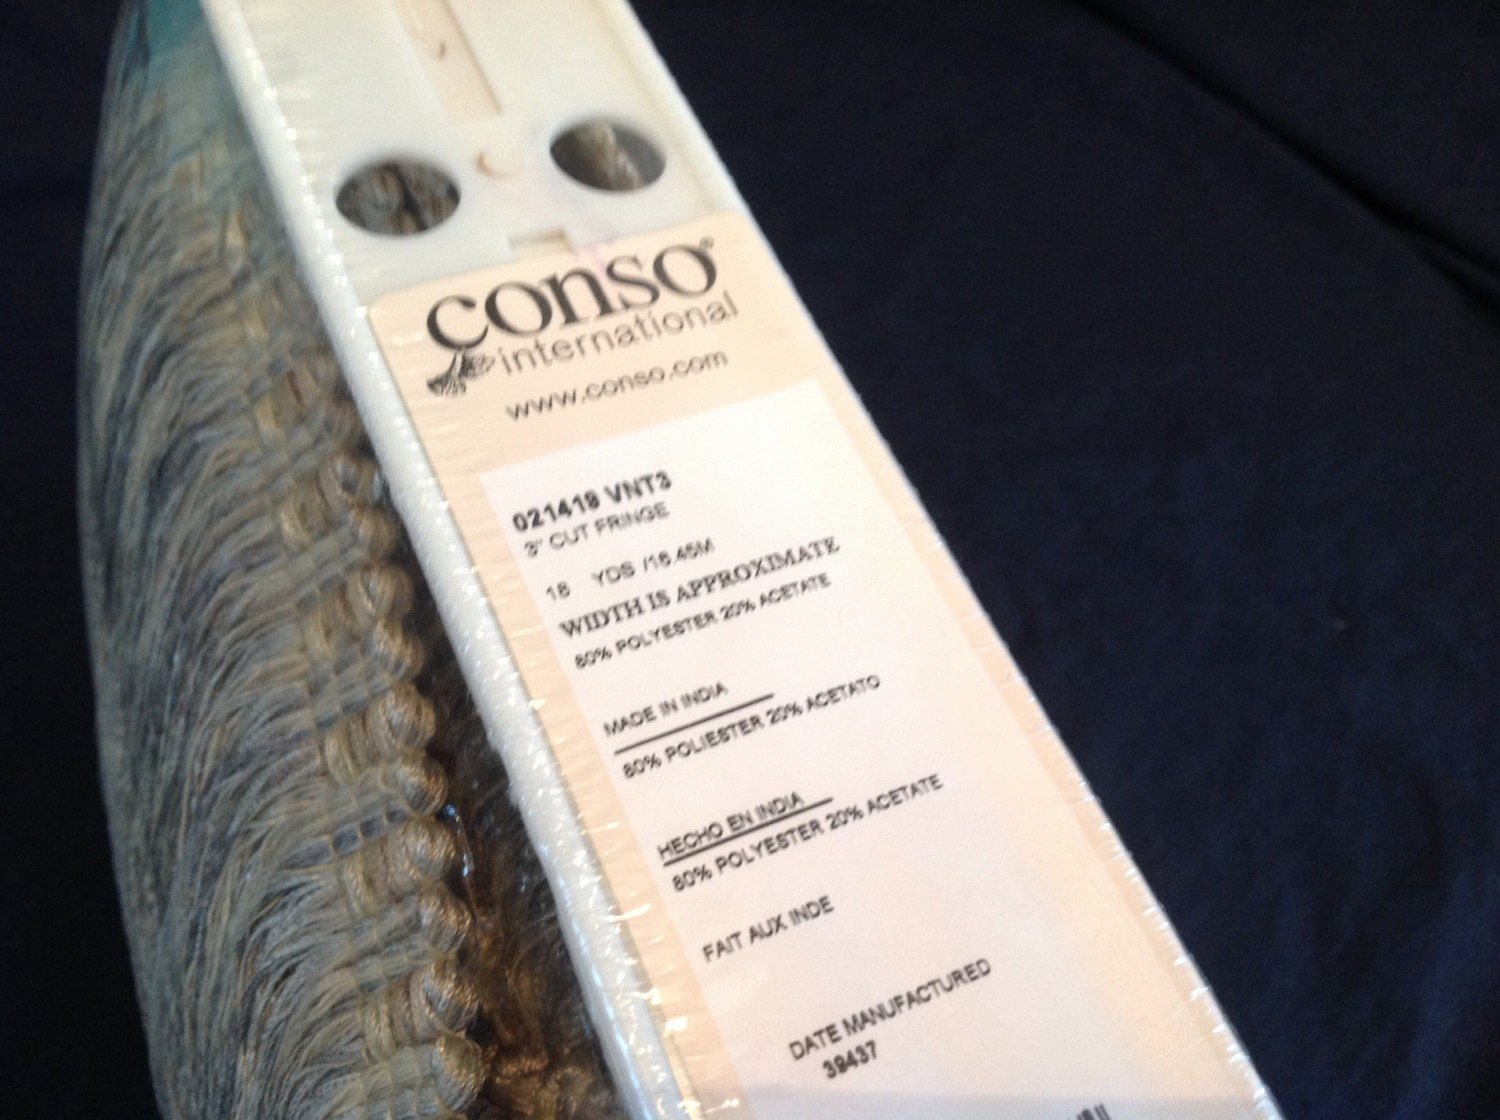 conso®
international
www.conso.com
021419 VNT3
3" CUT FRINGE
18 YDS /16.45M
WIDTH IS APPROXIMATE
80% POLYESTER 20% ACETATE
MADE IN INDIA
80% POLIESTER 20% ACETATO
HECHO EN INDIA
80% POLYESTER 20% ACETATE
FAIT AUX INDE
DATE MANUFACTURED
39437